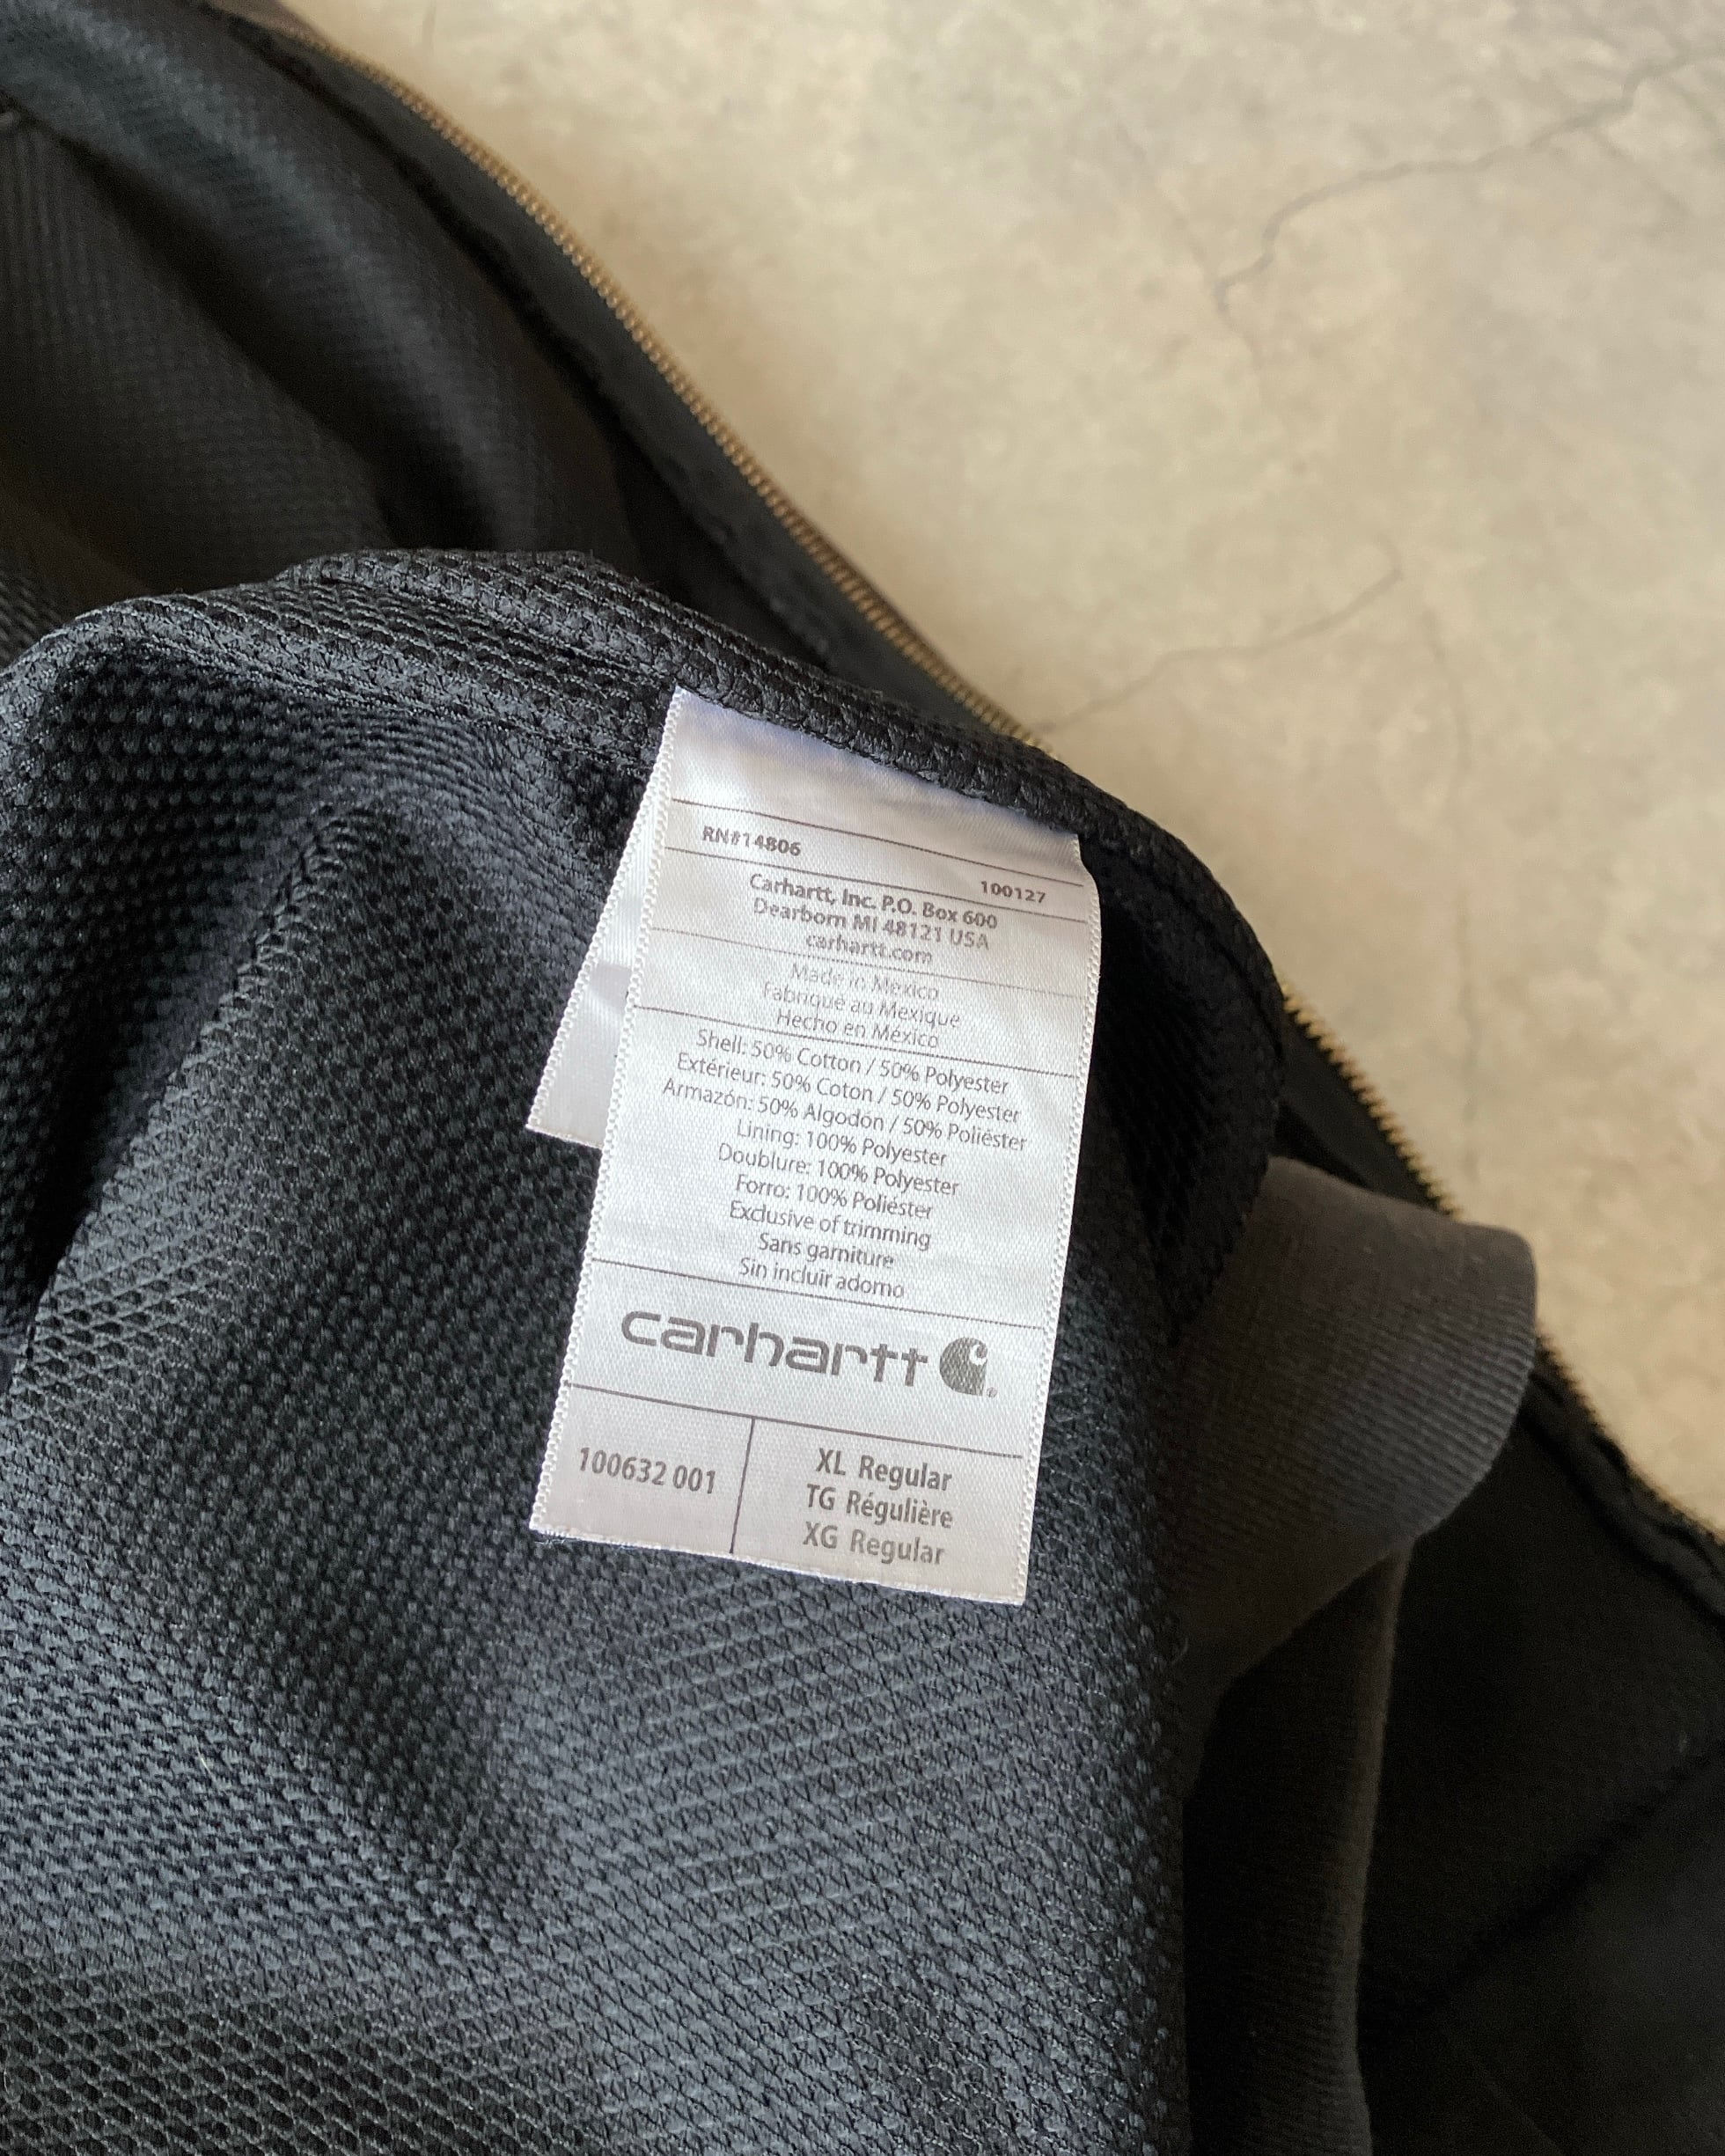 RN#14806
100127
Carhartt, Inc. P.O. Box 600
Dearborn MI 48121 USA
carhartt.com
Made in Mexico
Fabriqué au Mexique
Hecho en México
Shell: 50% Cotton / 50% Polyester
Extérieur: 50% Coton / 50% Polyester
Armazón: 50% Algodón / 50% Poliéster
Lining: 100% Polyester
Doublure: 100% Polyester
Forro: 100% Poliéster
Exclusive of trimming
Sans garniture
Sin incluir adorno
carhartt
100632 001
XL Regular
TG Régulière
XG Regular